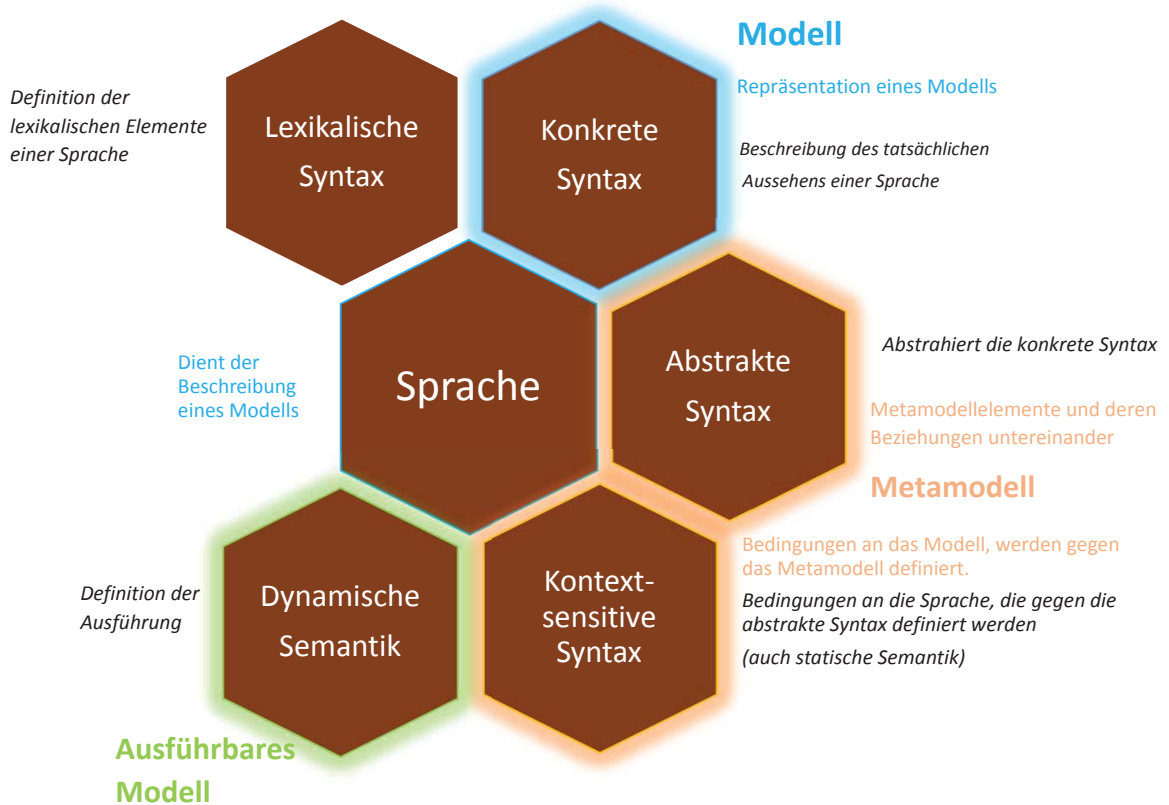 Modell
Repräsentation eines Modells
Definition der
lexikalischen Elemente
einer Sprache
Lexikalische
Syntax
Konkrete
Syntax
Beschreibung des tatsächlichen
Aussehens einer Sprache
Dient der
Beschreibung
eines Modells
Sprache
Abstrakte
Syntax
Abstrahiert die konkrete Syntax
Metamodellelemente und deren
Beziehungen untereinander
Metamodell
Definition der
Ausführung
Dynamische
Semantik
Kontext-
sensitive
Syntax
Bedingungen an das Modell, werden gegen
das Metamodell definiert.
Bedingungen an die Sprache, die gegen die
abstrakte Syntax definiert werden
(auch statische Semantik)
Ausführbares
Modell